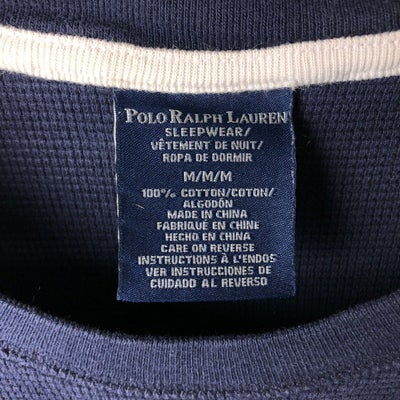 POLO RALPH LAUREN
SLEEPWEAR/
VÊTEMENT DE NUIT/
ROPA DE DORMIR
M/M/M
100% COTTON/COTON/
ALGODÓN
MADE IN CHINA
FABRIQUÉ EN CHINE
HECHO EN CHINA
CARE ON REVERSE
INSTRUCTIONS À L'ENDOS
VER INSTRUCCIONES DE
CUIDADO AL REVERSO